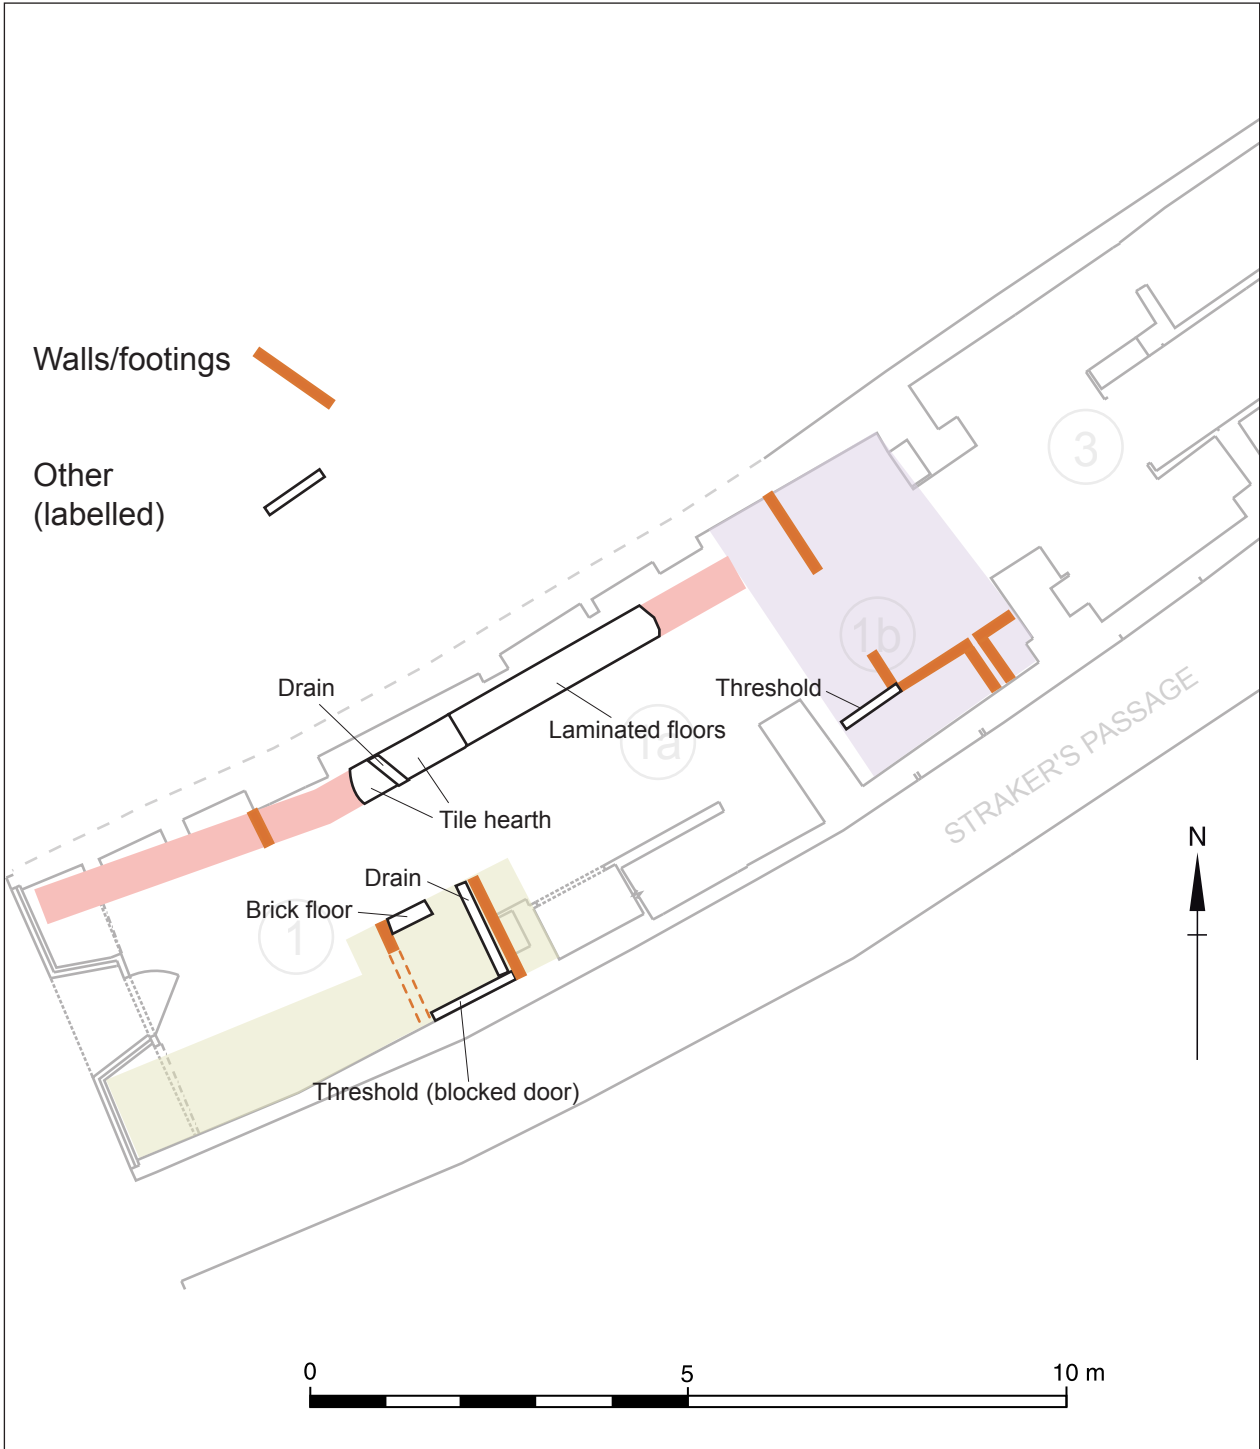 Walls/footings
Other
(labelled)
3
1b
Drain
Threshold
Laminated floors
1a
STRAKER'S PASSAGE
Tile hearth
N
Drain
Brick floor
1
Threshold (blocked door)
0
5
10 m